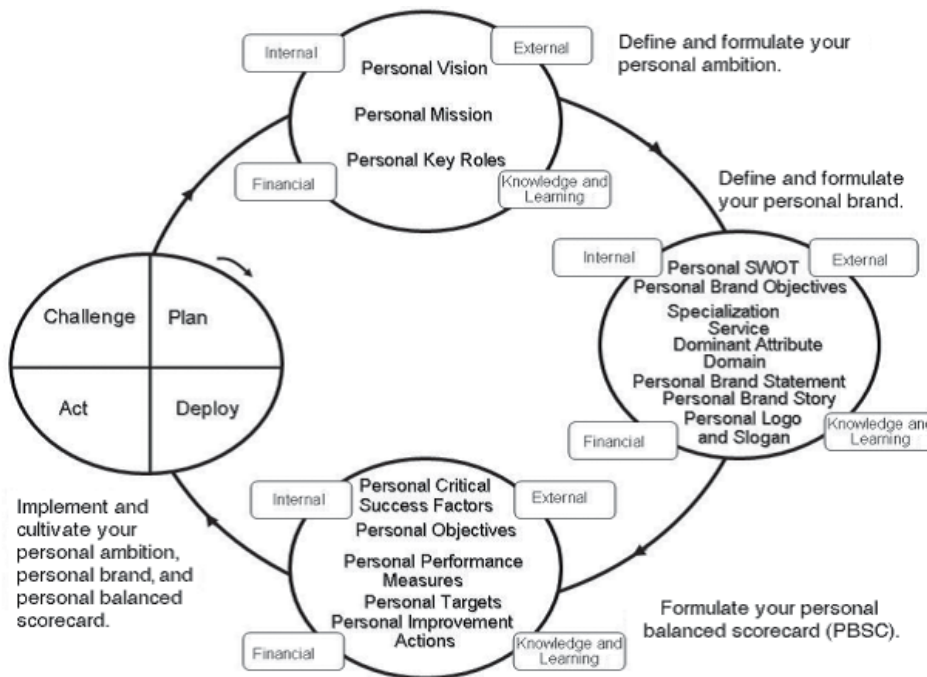 Internal
External
Personal Vision
Personal Mission
Personal Key Roles
Financial
Knowledge and
Learning
Define and formulate your
personal ambition.
Define and formulate
your personal brand.
Internal
External
Personal SWOT
Personal Brand Objectives
Specialization
Service
Dominant Attribute
Domain
Personal Brand Statement
Personal Brand Story
Personal Logo
and Slogan
Financial
Knowledge and
Learning
Internal
External
Personal Critical
Success Factors
Personal Objectives
Personal Performance
Measures
Personal Targets
Personal Improvement
Actions
Financial
Knowledge and
Learning
Formulate your personal
balanced scorecard (PBSC).
Challenge
Plan
Act
Deploy
Implement and
cultivate your
personal ambition,
personal brand, and
personal balanced
scorecard.